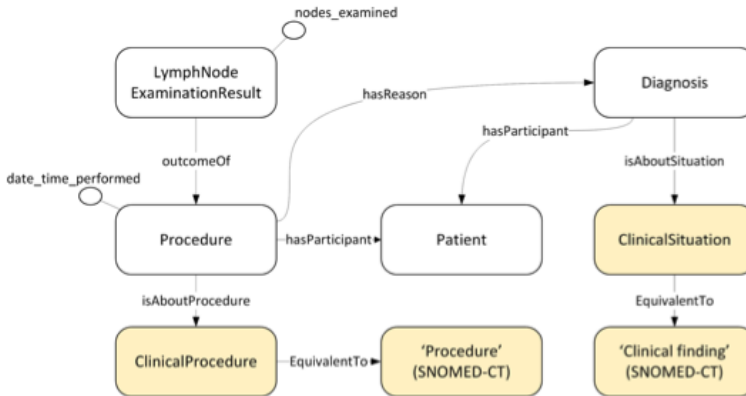 nodes_examined
LymphNode
ExaminationResult
Diagnosis
hasReason
hasParticipant
outcomeOf
isAboutSituation
date_time_performed
Procedure
hasParticipant
Patient
ClinicalSituation
isAboutProcedure
EquivalentTo
ClinicalProcedure
EquivalentTo
‘Procedure’
(SNOMED-CT)
‘Clinical finding’
(SNOMED-CT)